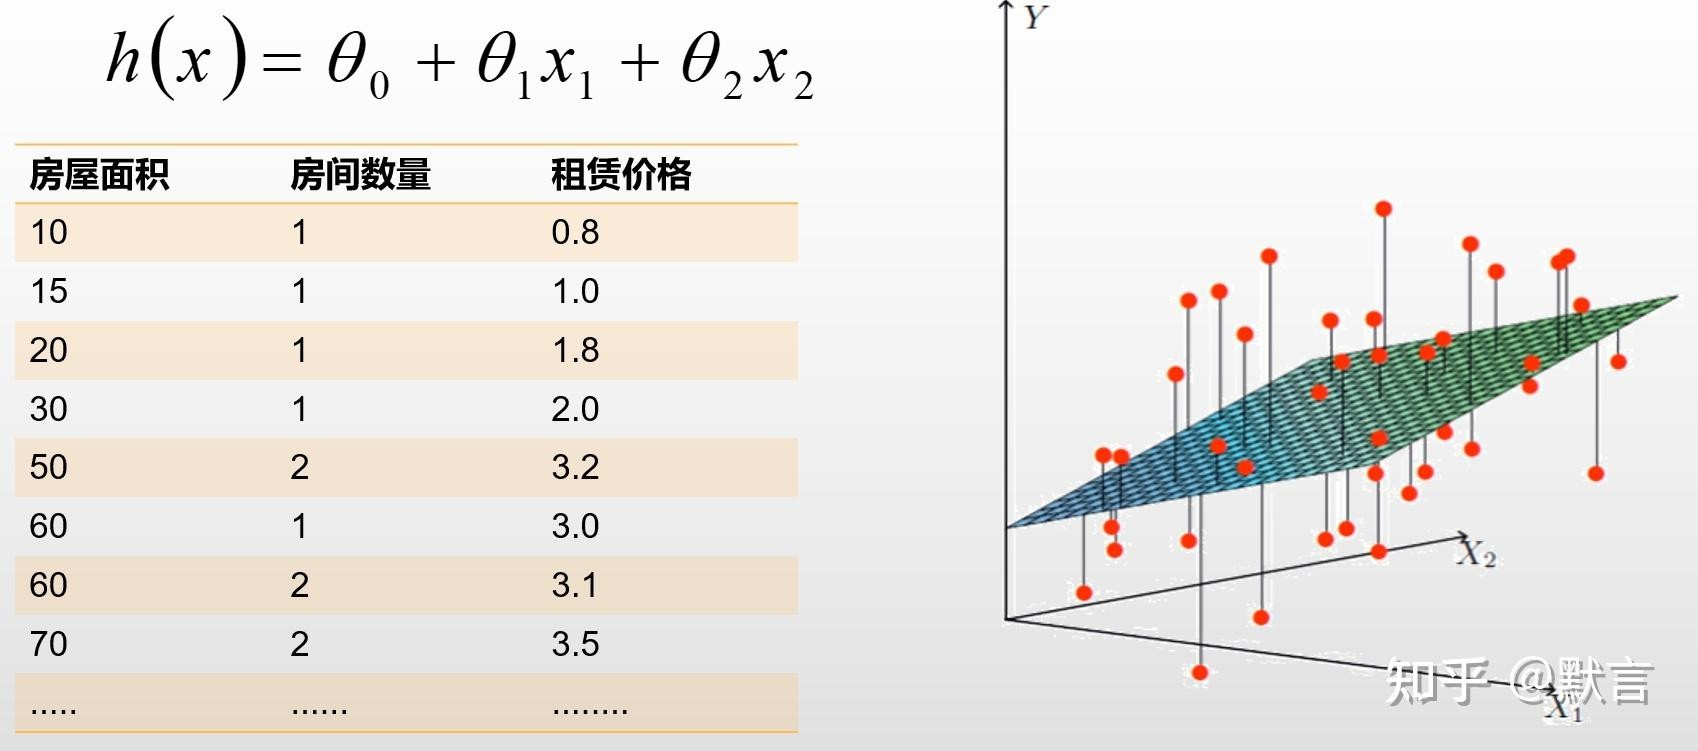 h(x) = θ₀ + θ₁x₁ + θ₂x₂
房屋面积 房间数量 租赁价格
10 1 0.8
15 1 1.0
20 1 1.8
30 1 2.0
50 2 3.2
60 1 3.0
60 2 3.1
70 2 3.5
..... ...... ........
Y
X₂
X₁
知乎 @默言